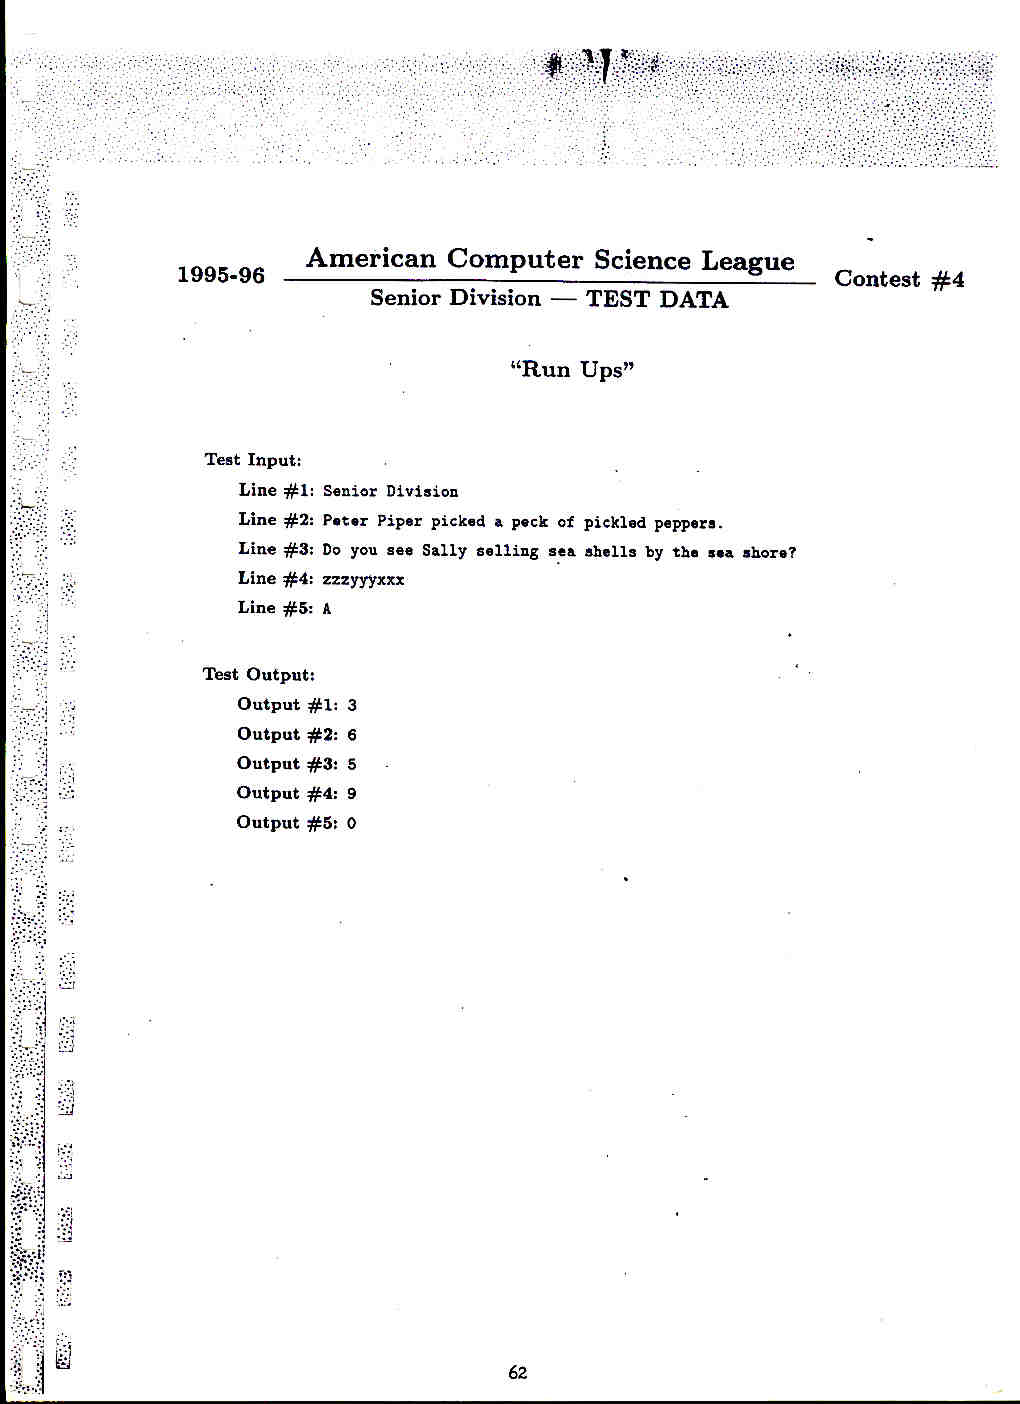 American Computer Science League
1995-96
Contest #4
Senior Division — TEST DATA
“Run Ups”
Test Input:
Line #1: Senior Division
Line #2: Peter Piper picked a peck of pickled peppers.
Line #3: Do you see Sally selling sea shells by the sea shore?
Line #4: zzzyyyxxx
Line #5: A
Test Output:
Output #1: 3
Output #2: 6
Output #3: 5
Output #4: 9
Output #5: 0
62